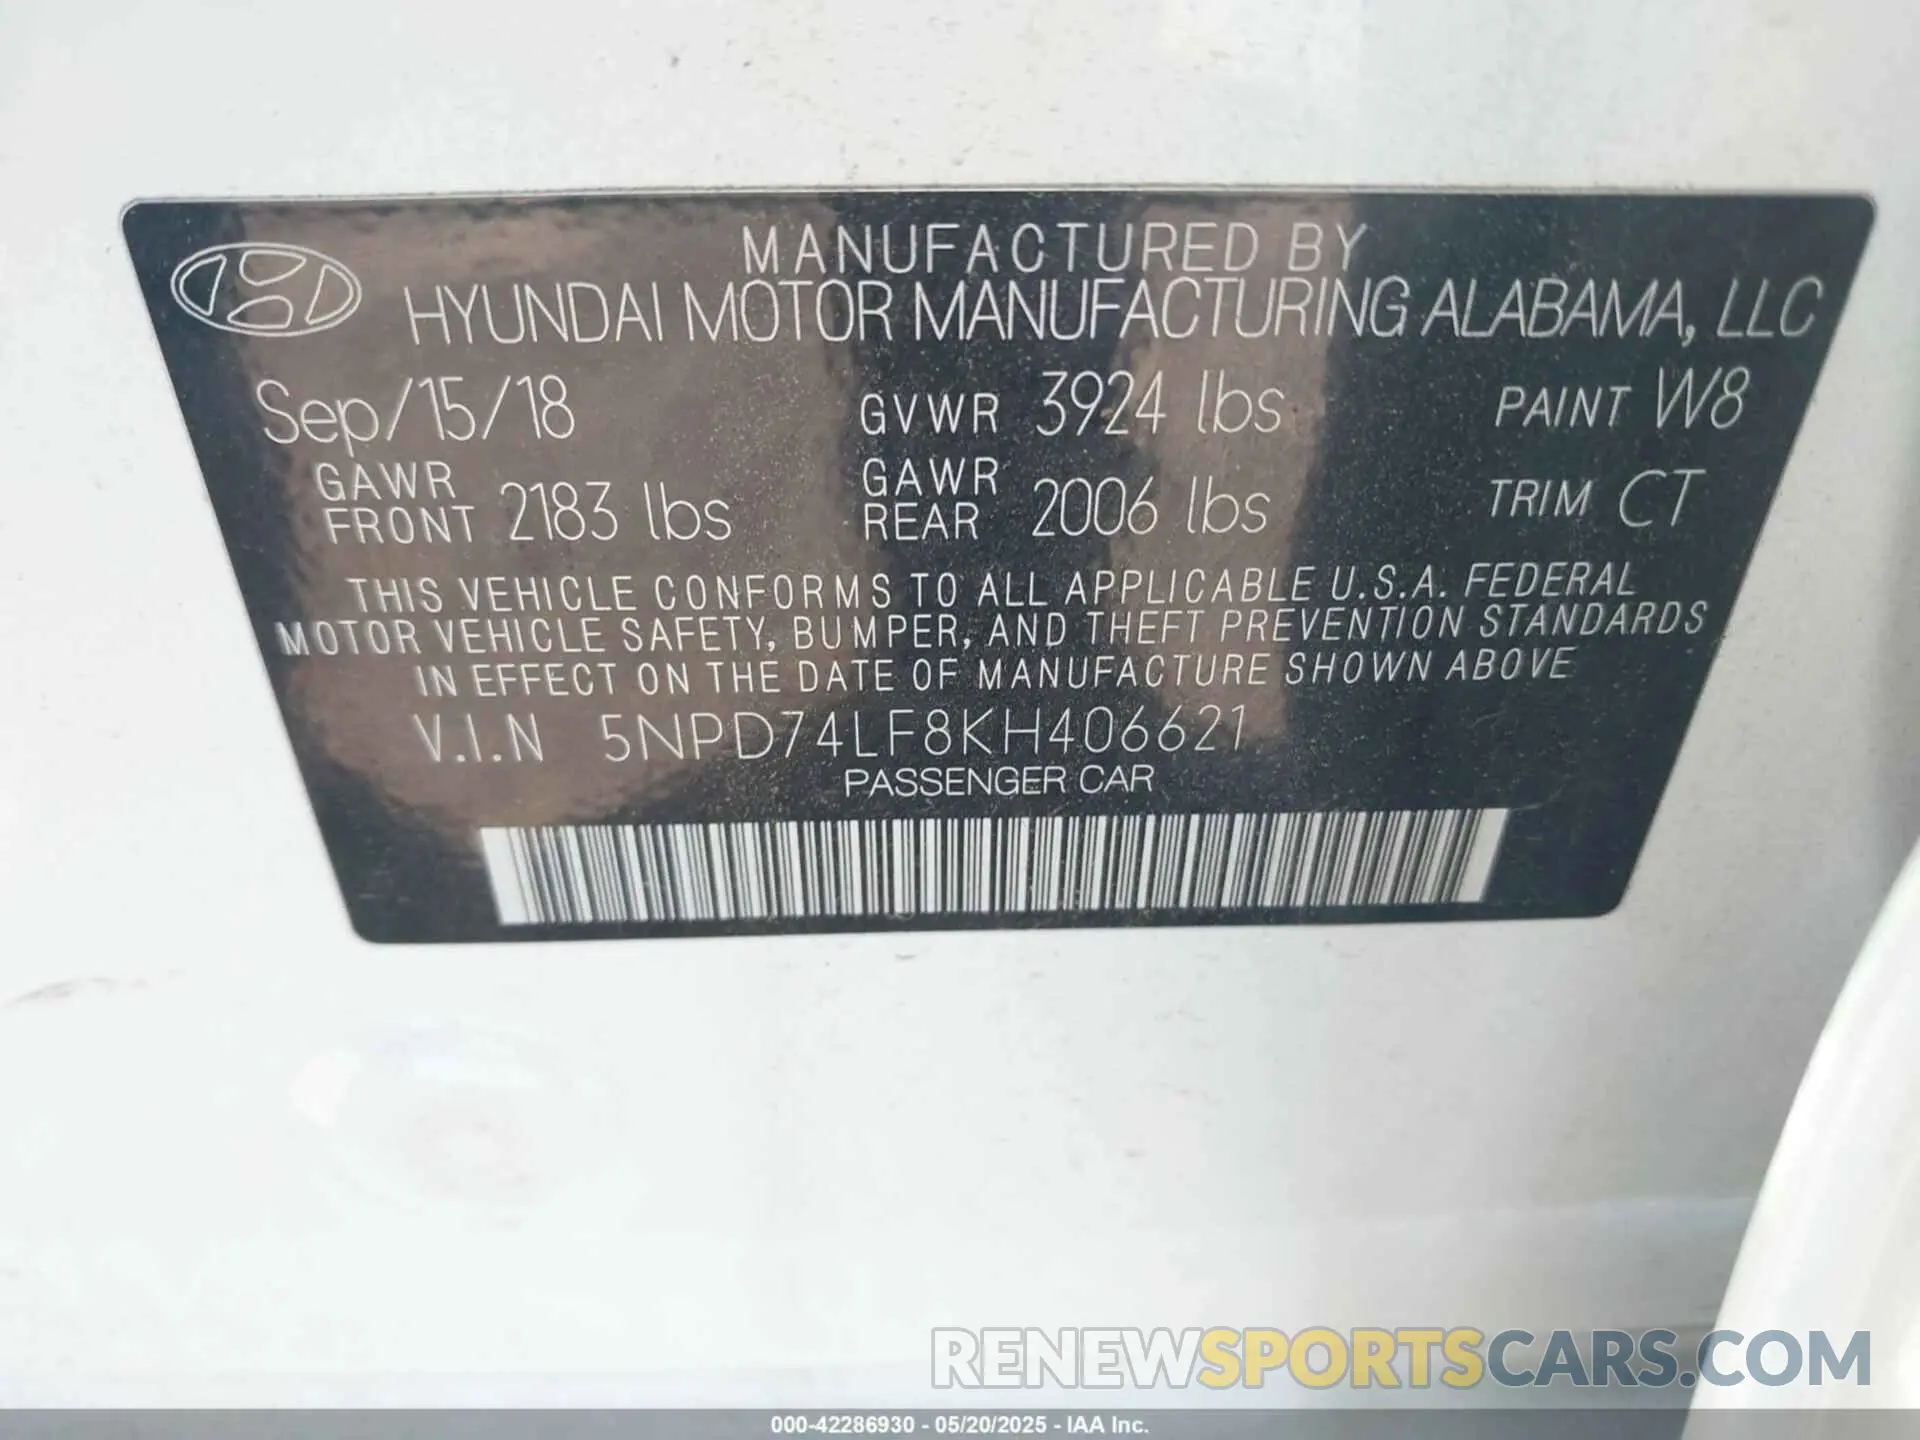 MANUFACTURED BY
HYUNDAI MOTOR MANUFACTURING ALABAMA, LLC
Sep/15/18 GVWR 3924 lbs PAINT W8
GAWR FRONT 2183 lbs GAWR REAR 2006 lbs TRIM CT
THIS VEHICLE CONFORMS TO ALL APPLICABLE U.S.A. FEDERAL
MOTOR VEHICLE SAFETY, BUMPER, AND THEFT PREVENTION STANDARDS
IN EFFECT ON THE DATE OF MANUFACTURE SHOWN ABOVE
V.I.N 5NPD74LF8KH406621
PASSENGER CAR
RENEWSPORTSCARS.COM
000-42286930 - 05/20/2025 - IAA Inc.